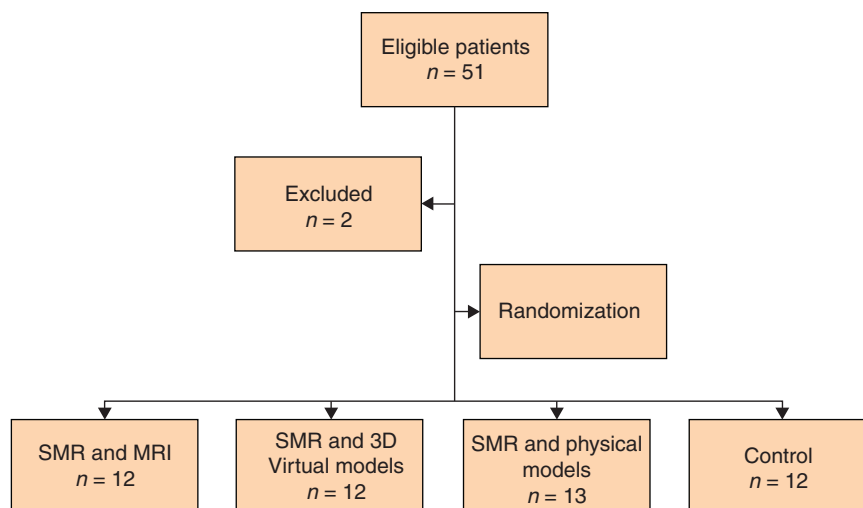 Eligible patients
n = 51
Excluded
n = 2
Randomization
SMR and MRI
n = 12
SMR and 3D
Virtual models
n = 12
SMR and physical
models
n = 13
Control
n = 12